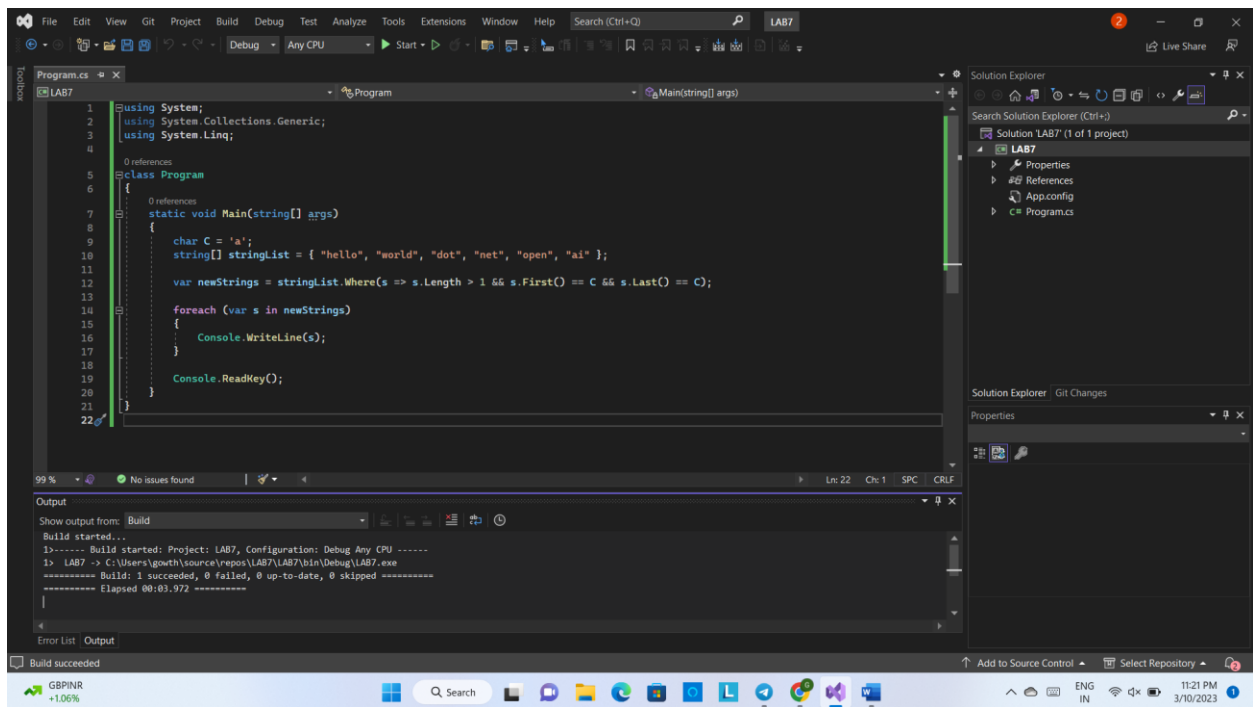 File Edit View Git Project Build Debug Test Analyze Tools Extensions Window Help Search (Ctrl+Q) LAB7 2
Debug Any CPU Start Live Share
Toolbox
Program.cs
LAB7 Program Main(string[] args)
1 using System;
2 using System.Collections.Generic;
3 using System.Linq;
4
0 references
5 class Program
6 {
0 references
7 static void Main(string[] args)
8 {
9 char C = 'a';
10 string[] stringList = { "hello", "world", "dot", "net", "open", "ai" };
11
12 var newStrings = stringList.Where(s => s.Length > 1 && s.First() == C && s.Last() == C);
13
14 foreach (var s in newStrings)
15 {
16 Console.WriteLine(s);
17 }
18
19 Console.ReadKey();
20 }
21 }
22
99 % No issues found Ln: 22 Ch: 1 SPC CRLF
Output
Show output from: Build
Build started...
1>------ Build started: Project: LAB7, Configuration: Debug Any CPU ------
1> LAB7 -> C:\Users\gowth\source\repos\LAB7\LAB7\bin\Debug\LAB7.exe
========== Build: 1 succeeded, 0 failed, 0 up-to-date, 0 skipped ==========
========== Elapsed 00:03.972 ==========
Error List Output
Solution Explorer
Search Solution Explorer (Ctrl+;)
Solution 'LAB7' (1 of 1 project)
C# LAB7
Properties
References
App.config
C# Program.cs
Solution Explorer Git Changes
Properties
Build succeeded Add to Source Control Select Repository 2
GBPINR
+1.06%
Search
ENG
IN
11:21 PM
3/10/2023
1